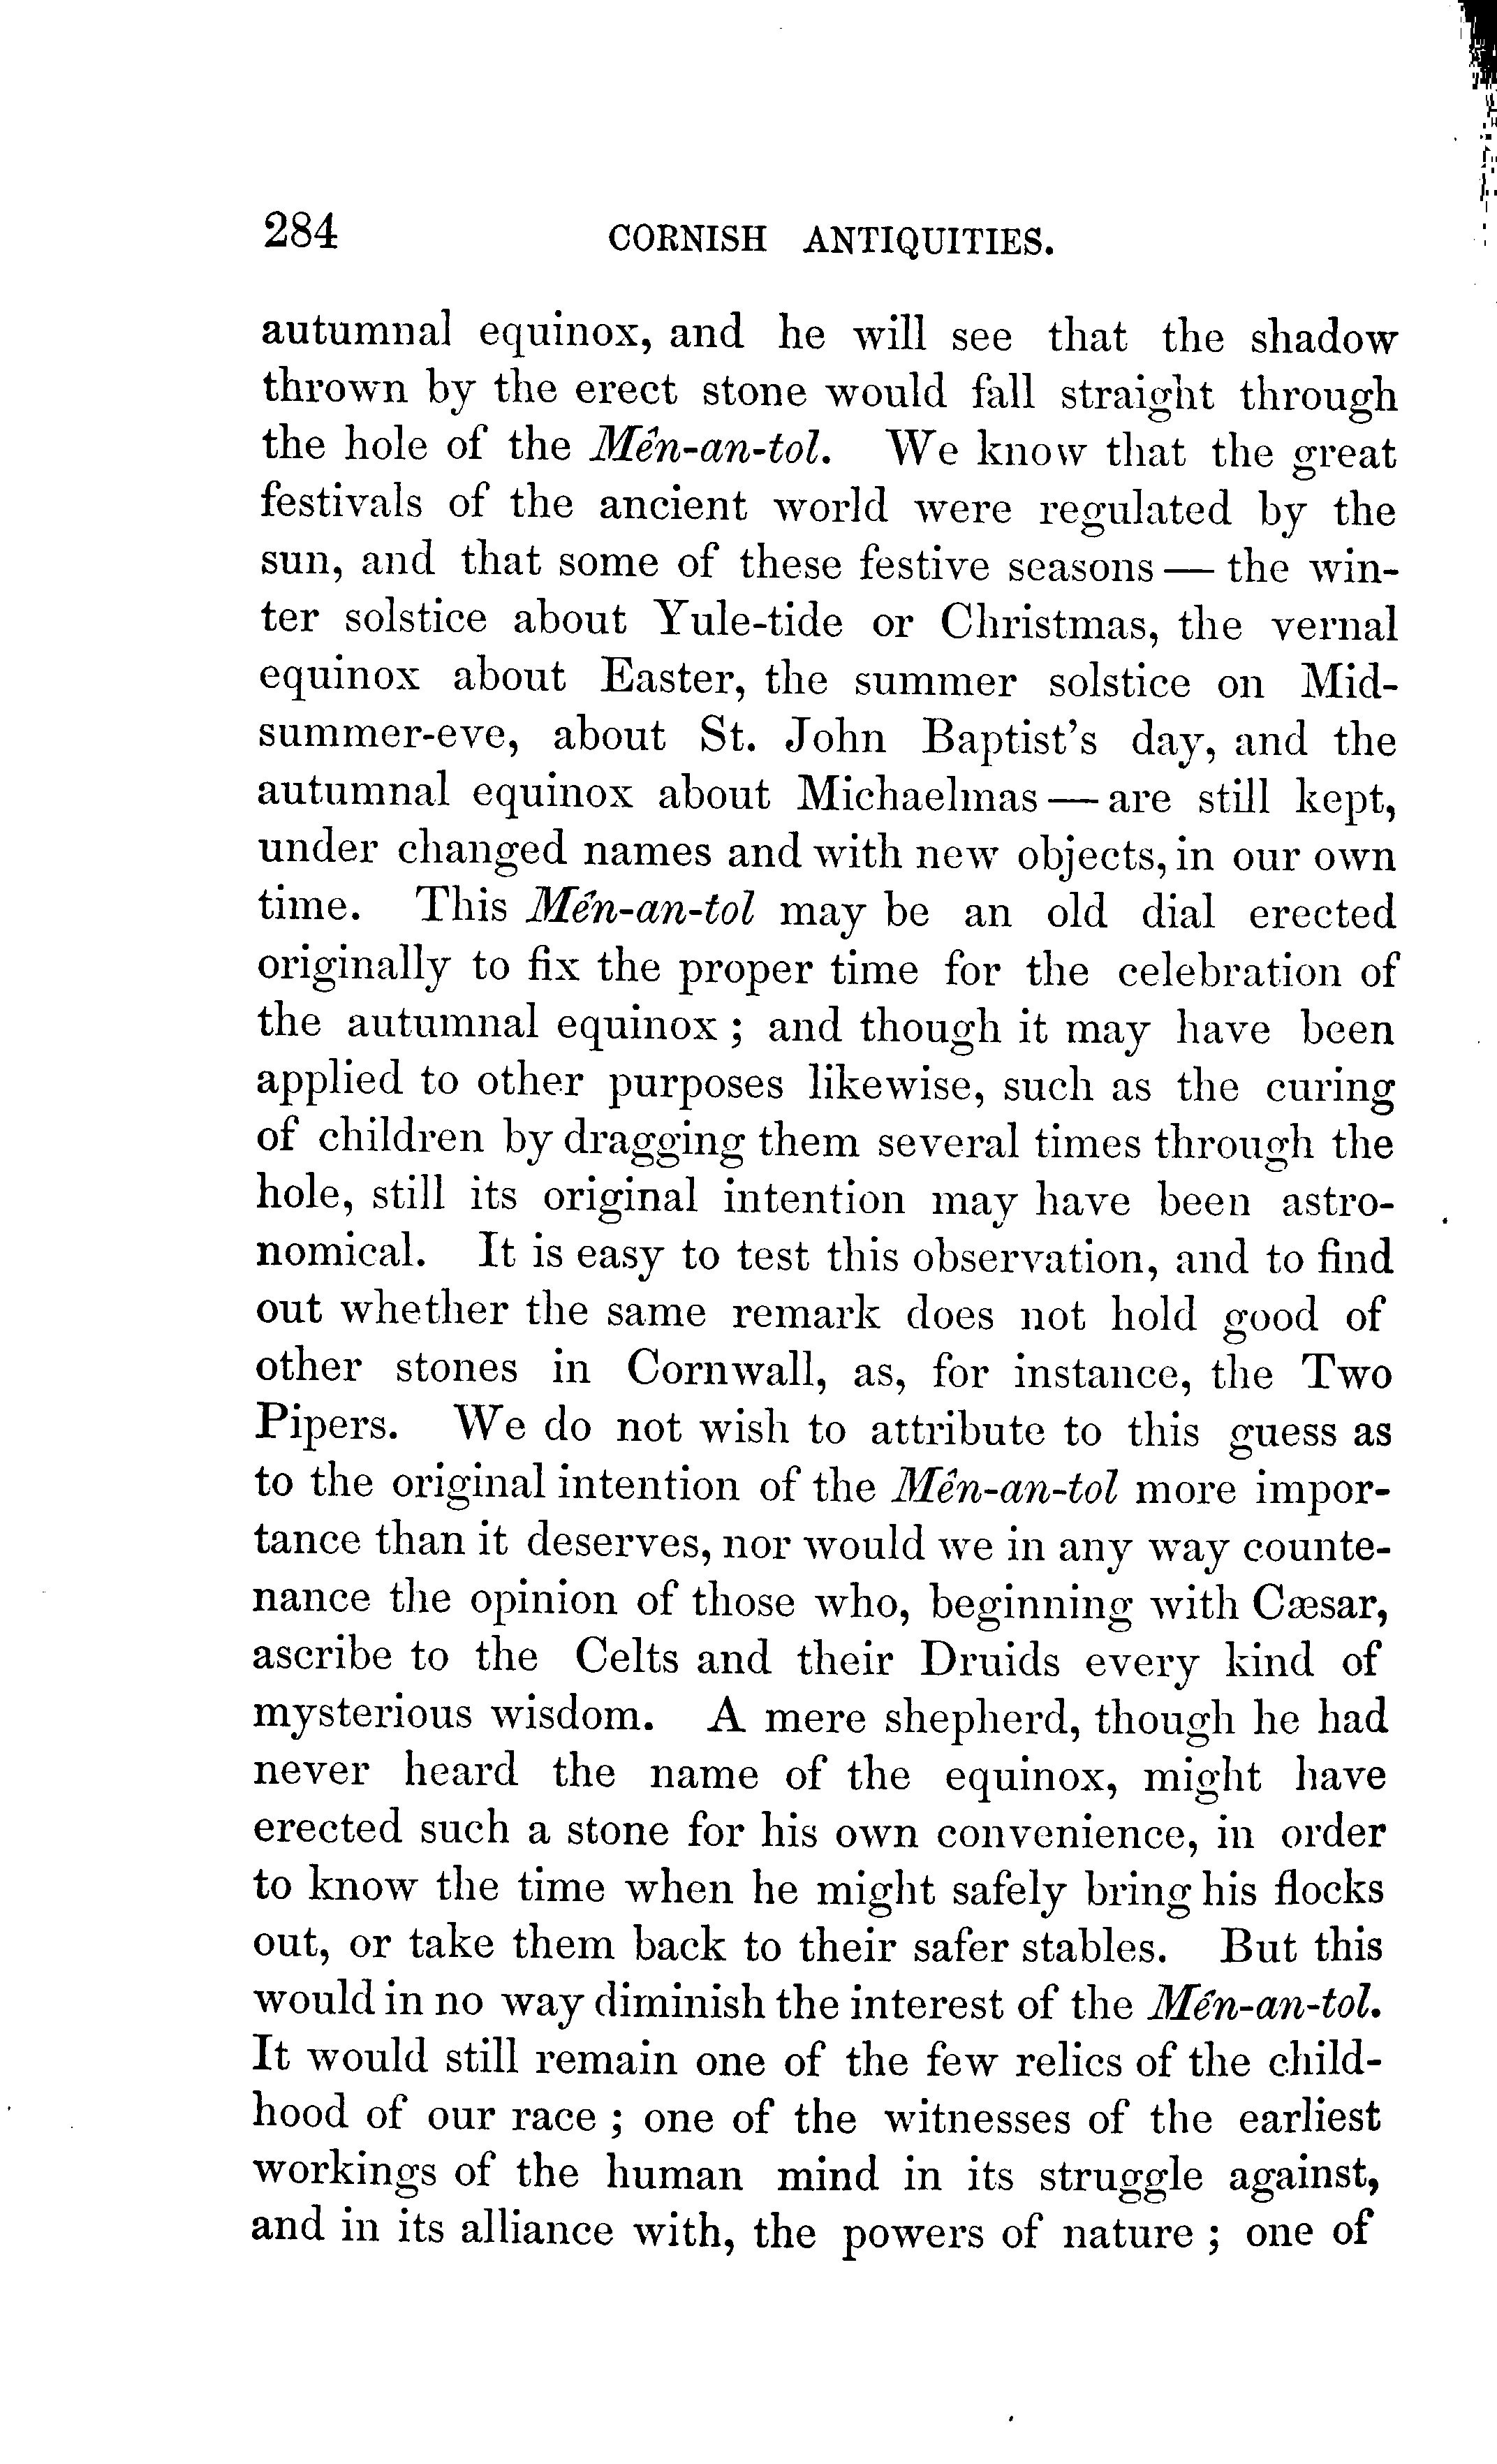 284 CORNISH ANTIQUITIES.
autumnal equinox, and he will see that the shadow
thrown by the erect stone would fall straight through
the hole of the Mên-an-tol. We know that the great
festivals of the ancient world were regulated by the
sun, and that some of these festive seasons — the win-
ter solstice about Yule-tide or Christmas, the vernal
equinox about Easter, the summer solstice on Mid-
summer-eve, about St. John Baptist's day, and the
autumnal equinox about Michaelmas — are still kept,
under changed names and with new objects, in our own
time. This Mên-an-tol may be an old dial erected
originally to fix the proper time for the celebration of
the autumnal equinox ; and though it may have been
applied to other purposes likewise, such as the curing
of children by dragging them several times through the
hole, still its original intention may have been astro-
nomical. It is easy to test this observation, and to find
out whether the same remark does not hold good of
other stones in Cornwall, as, for instance, the Two
Pipers. We do not wish to attribute to this guess as
to the original intention of the Mên-an-tol more impor-
tance than it deserves, nor would we in any way counte-
nance the opinion of those who, beginning with Cæsar,
ascribe to the Celts and their Druids every kind of
mysterious wisdom. A mere shepherd, though he had
never heard the name of the equinox, might have
erected such a stone for his own convenience, in order
to know the time when he might safely bring his flocks
out, or take them back to their safer stables. But this
would in no way diminish the interest of the Mên-an-tol.
It would still remain one of the few relics of the child-
hood of our race ; one of the witnesses of the earliest
workings of the human mind in its struggle against,
and in its alliance with, the powers of nature ; one of